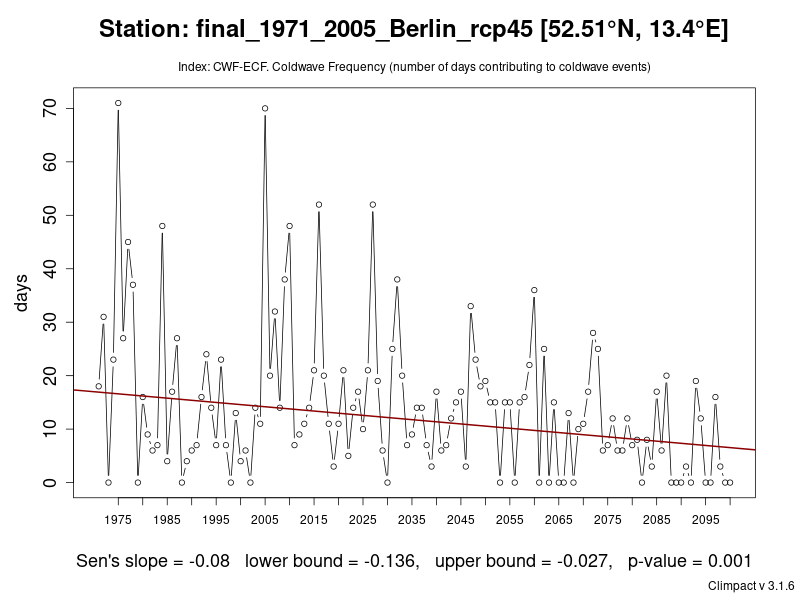 Station: final_1971_2005_Berlin_rcp45 [52.51°N, 13.4°E]
Index: CWF-ECF. Coldwave Frequency (number of days contributing to coldwave events)
70
60
50
40
30
20
10
0
days
1975 1985 1995 2005 2015 2025 2035 2045 2055 2065 2075 2085 2095
Sen's slope = -0.08 lower bound = -0.136, upper bound = -0.027, p-value = 0.001
Climpact v 3.1.6